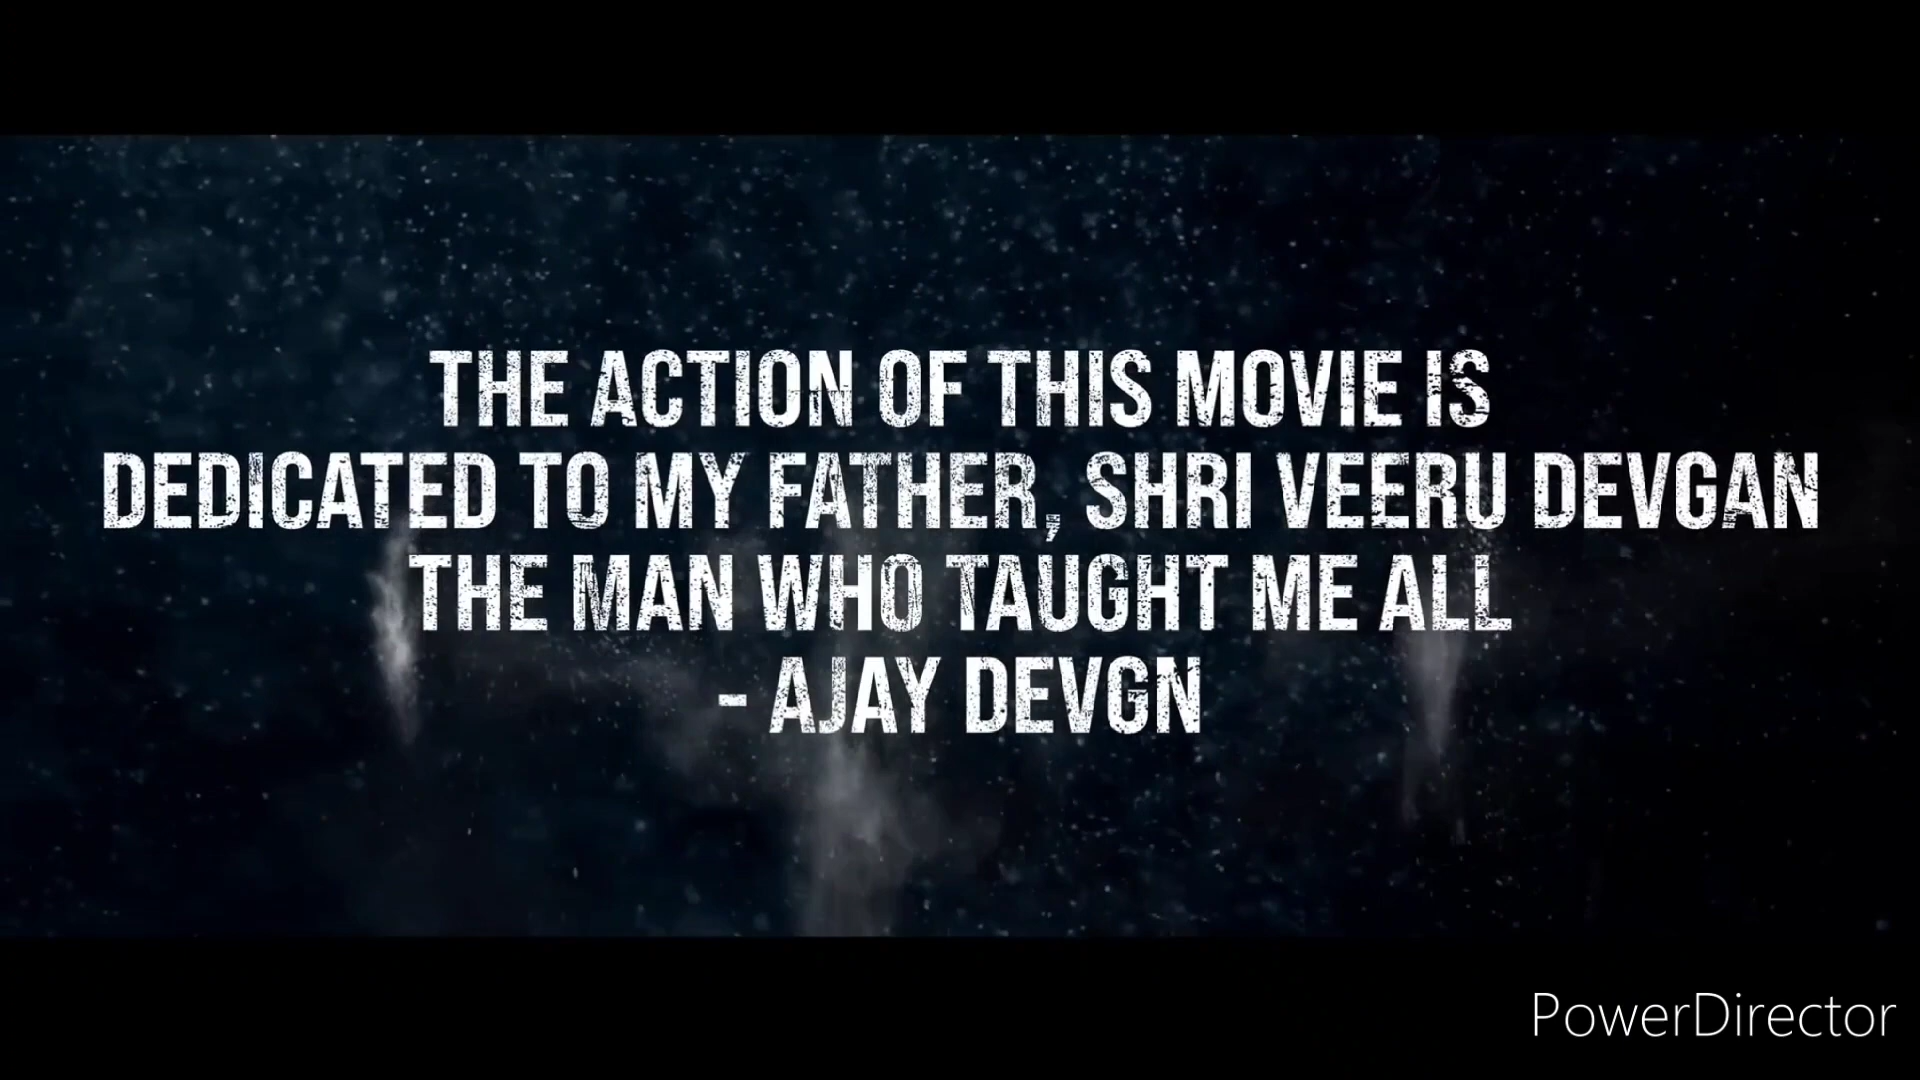 THE ACTION OF THIS MOVIE IS
DEDICATED TO MY FATHER, SHRI VEERU DEVGAN
THE MAN WHO TAUGHT ME ALL
- AJAY DEVGN
PowerDirector